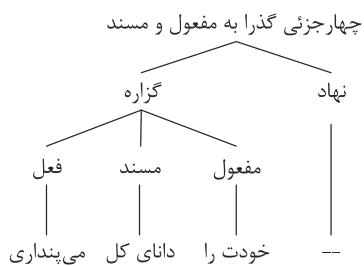 چهارجزئی گذرا به مفعول و مسند
نهاد گزاره
مفعول مسند فعل
-- خودت را دانای کل می‌پنداری